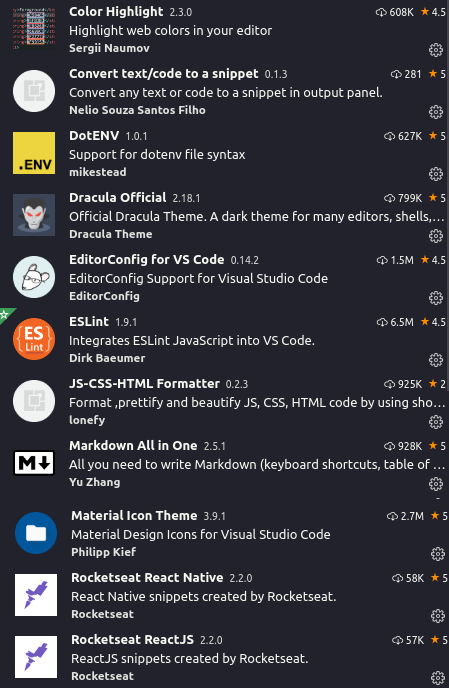 Color Highlight 2.3.0 608K ★ 4.5
Highlight web colors in your editor
Sergii Naumov
Convert text/code to a snippet 0.1.3 281 ★ 5
Convert any text or code to a snippet in output panel.
Nelio Souza Santos Filho
.ENV
DotENV 1.0.1 627K ★ 5
Support for dotenv file syntax
mikestead
Dracula Official 2.18.1 799K ★ 5
Official Dracula Theme. A dark theme for many editors, shells,...
Dracula Theme
EditorConfig for VS Code 0.14.2 1.5M ★ 4.5
EditorConfig Support for Visual Studio Code
EditorConfig
ES
Lint
ESLint 1.9.1 6.5M ★ 4.5
Integrates ESLint JavaScript into VS Code.
Dirk Baeumer
JS-CSS-HTML Formatter 0.2.3 925K ★ 2
Format ,prettify and beautify JS, CSS, HTML code by using sho...
lonefy
M↓
Markdown All in One 2.5.1 928K ★ 5
All you need to write Markdown (keyboard shortcuts, table of ...
Yu Zhang
Material Icon Theme 3.9.1 2.7M ★ 5
Material Design Icons for Visual Studio Code
Philipp Kief
Rocketseat React Native 2.2.0 58K ★ 5
React Native snippets created by Rocketseat.
Rocketseat
Rocketseat ReactJS 2.2.0 57K ★ 5
ReactJS snippets created by Rocketseat.
Rocketseat